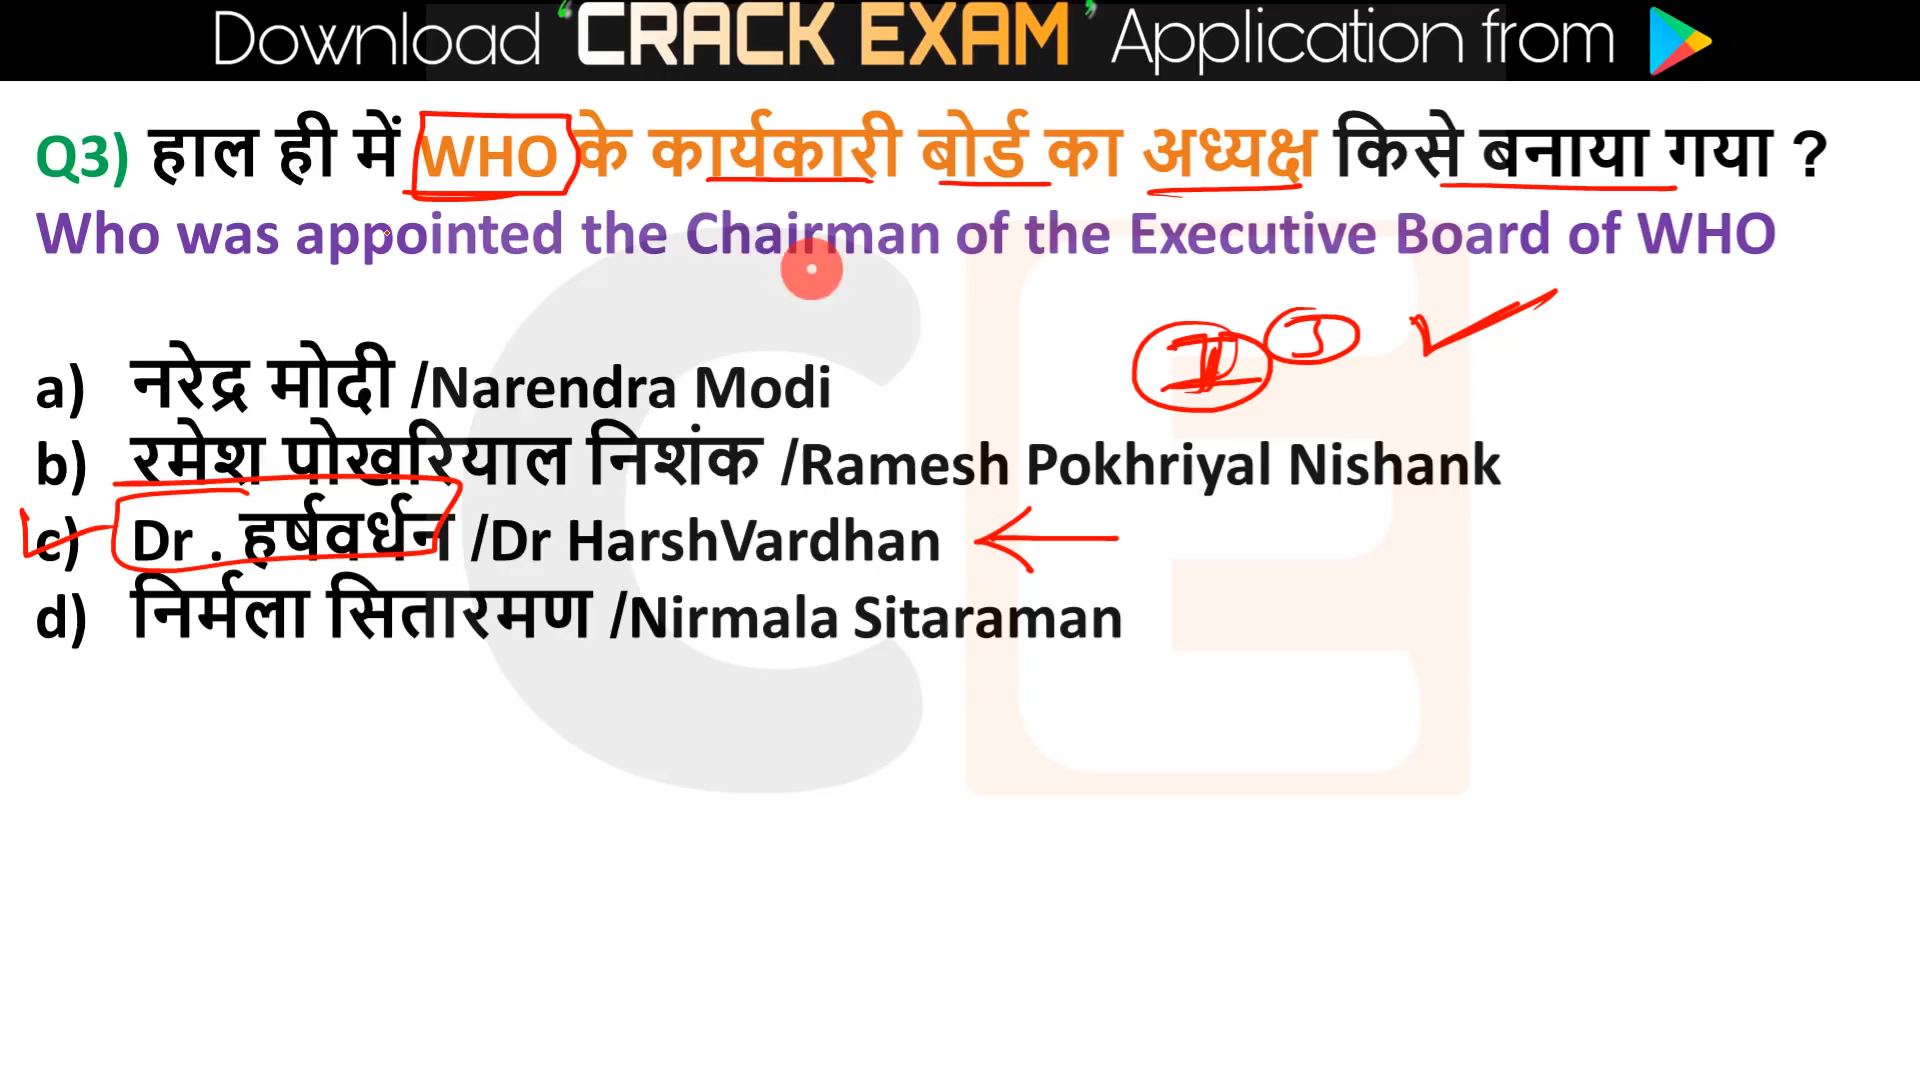 Download ‘CRACK EXAM’ Application from
Q3) हाल ही में WHO के कार्यकारी बोर्ड का अध्यक्ष किसे बनाया गया ?
Who was appointed the Chairman of the Executive Board of WHO
a) नरेद्र मोदी /Narendra Modi
b) रमेश पोखरियाल निशंक /Ramesh Pokhriyal Nishank
c) Dr . हर्षवर्धन /Dr HarshVardhan
d) निर्मला सितारमण /Nirmala Sitaraman